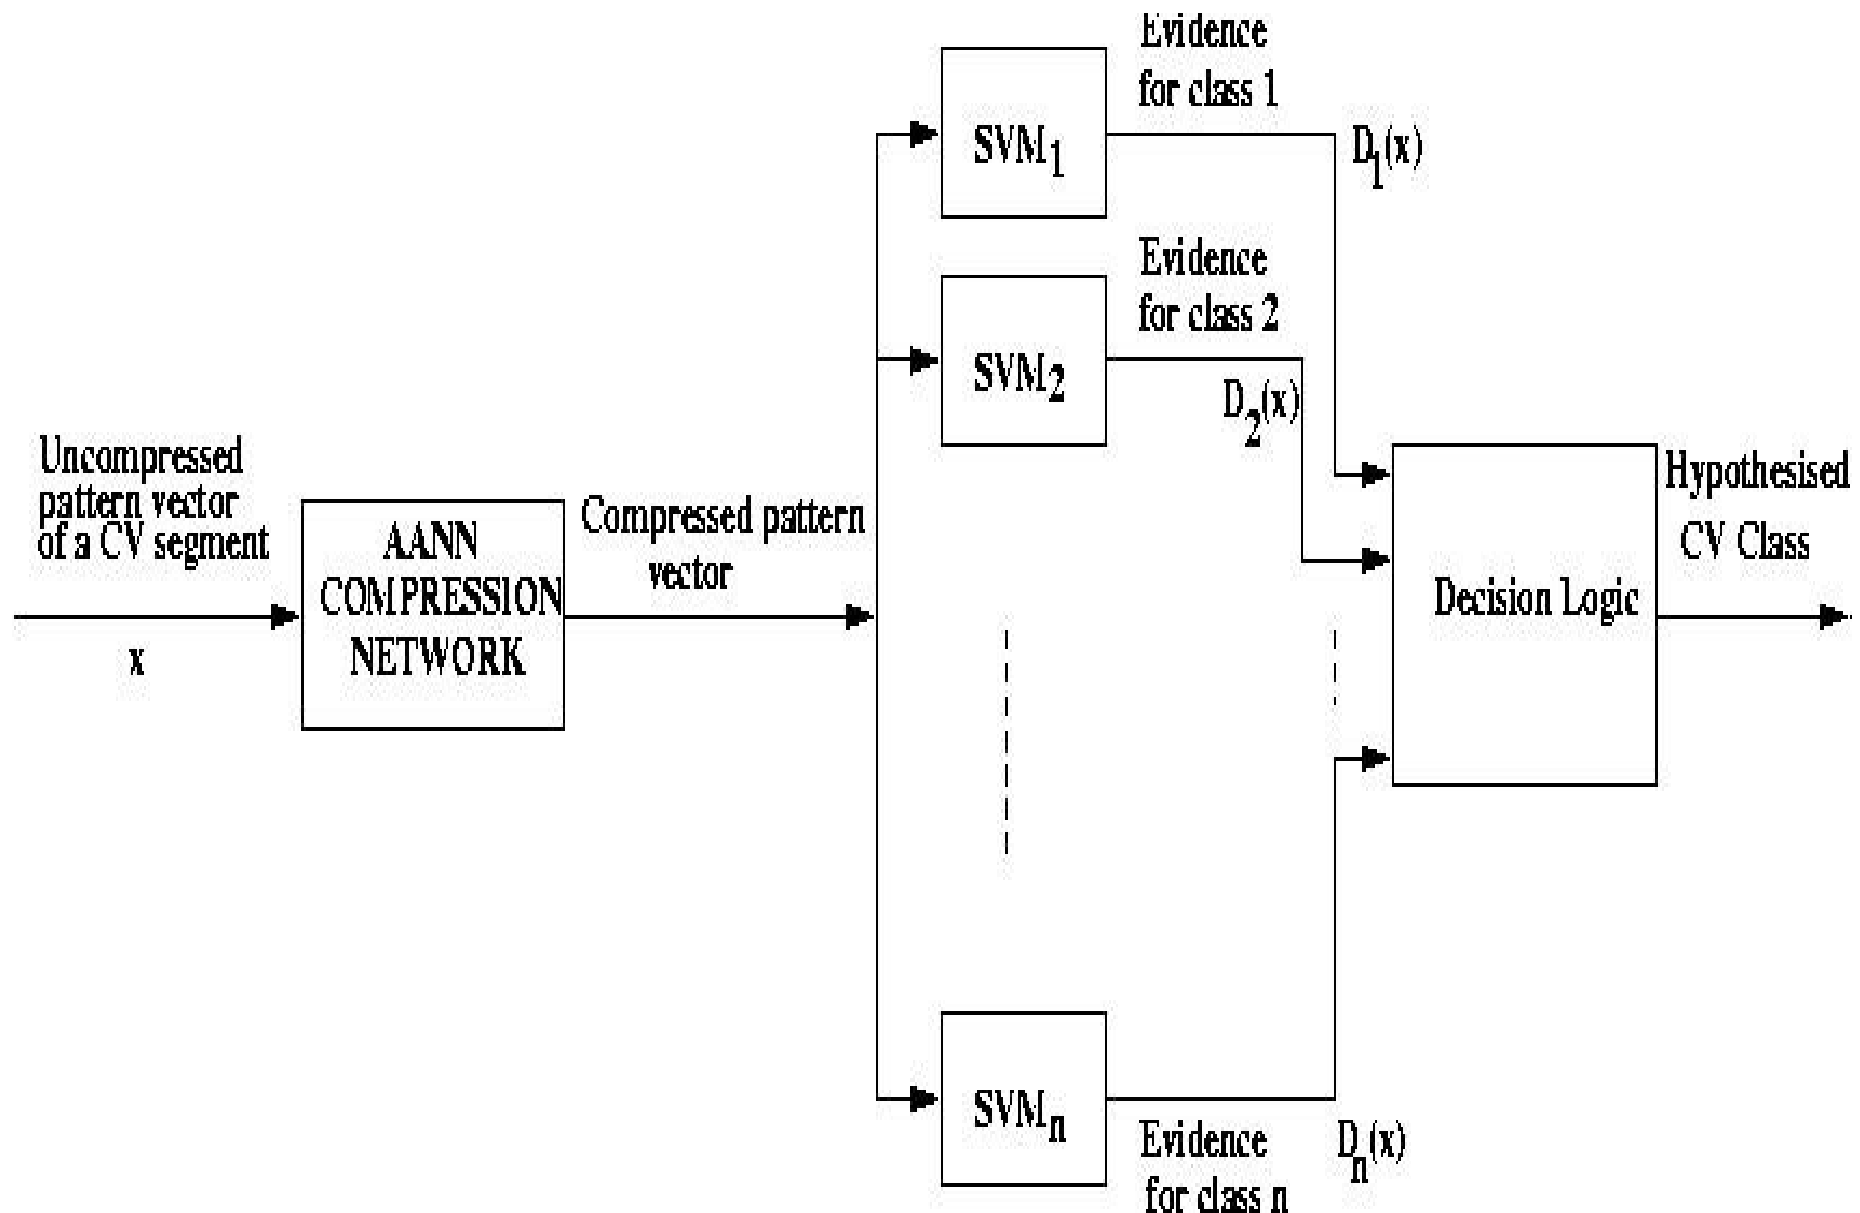 Uncompressed
pattern vector
of a CV segment
x
AANN
COMPRESSION
NETWORK
Compressed pattern
vector
SVM1
Evidence
for class 1
D1(x)
SVM2
Evidence
for class 2
D2(x)
SVMn
Evidence
for class n
Dn(x)
Decision Logic
Hypothesised
CV Class